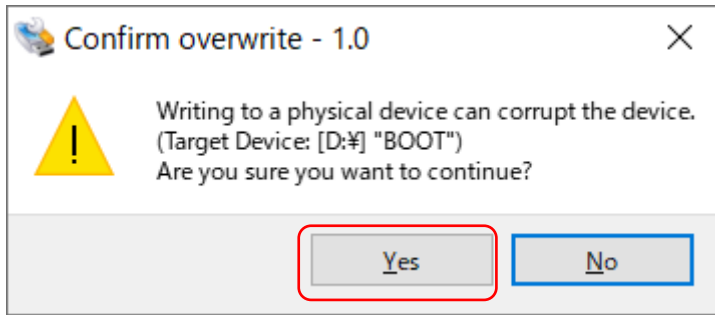 Confirm overwrite - 1.0
Writing to a physical device can corrupt the device.
(Target Device: [D:¥] "BOOT")
Are you sure you want to continue?
Yes
No